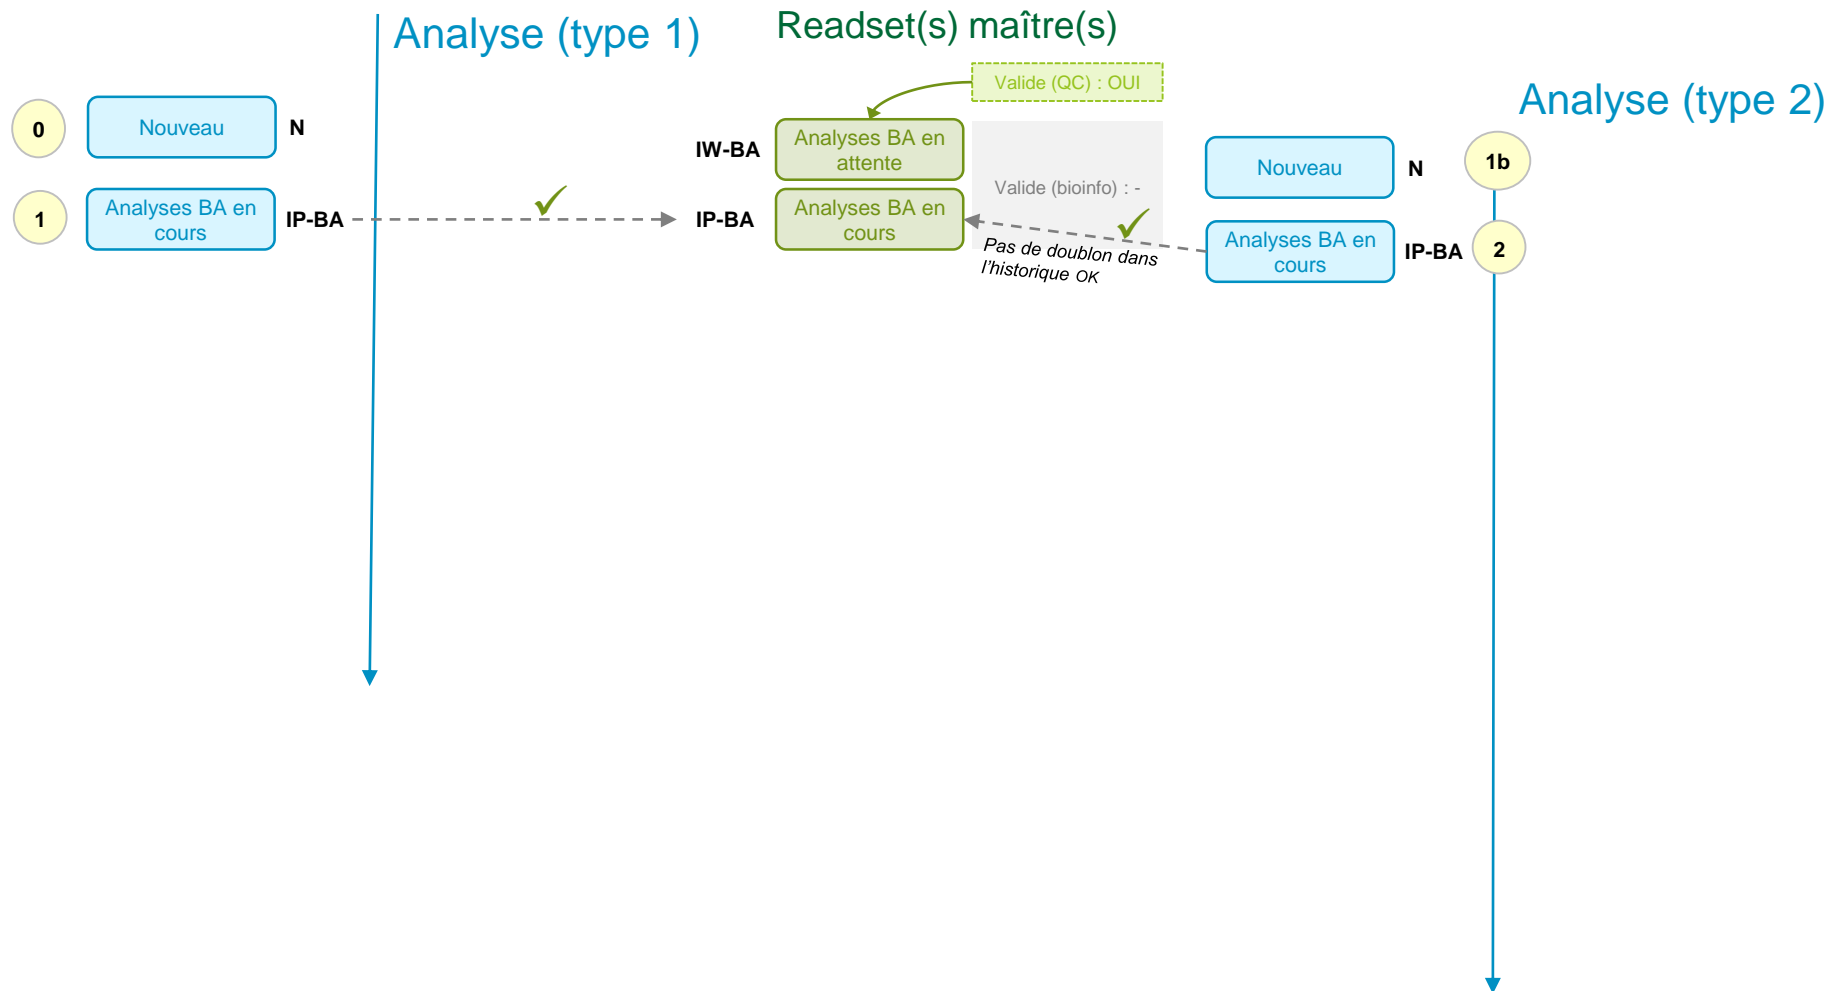 Analyse (type 1)
Readset(s) maître(s)
Analyse (type 2)
Valide (QC) : OUI
0
Nouveau
N
IW-BA
Analyses BA en
attente
Nouveau
N
1b
1
Analyses BA en
cours
IP-BA
IP-BA
Analyses BA en
cours
Valide (bioinfo) : -
Pas de doublon dans
l'historique OK
Analyses BA en
cours
IP-BA
2